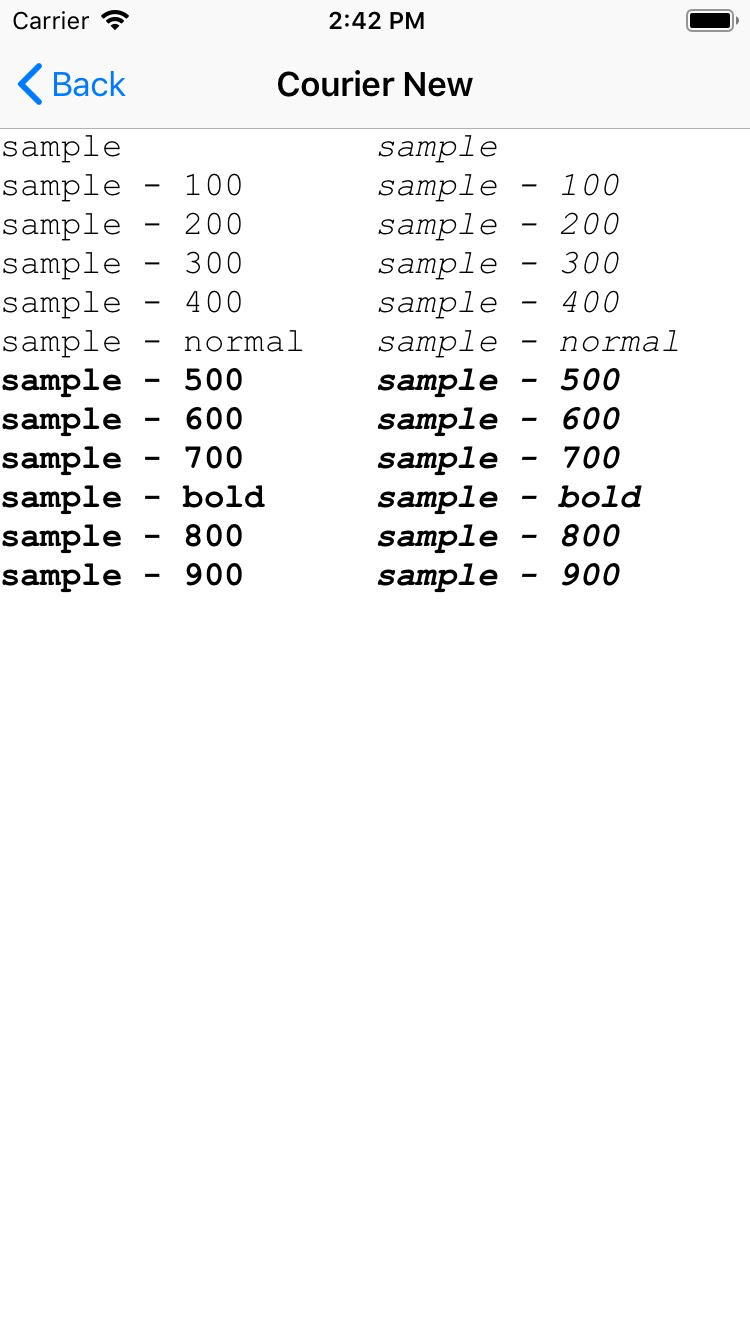 Carrier 2:42 PM
Back Courier New
sample sample
sample - 100 sample - 100
sample - 200 sample - 200
sample - 300 sample - 300
sample - 400 sample - 400
sample - normal sample - normal
sample - 500 sample - 500
sample - 600 sample - 600
sample - 700 sample - 700
sample - bold sample - bold
sample - 800 sample - 800
sample - 900 sample - 900